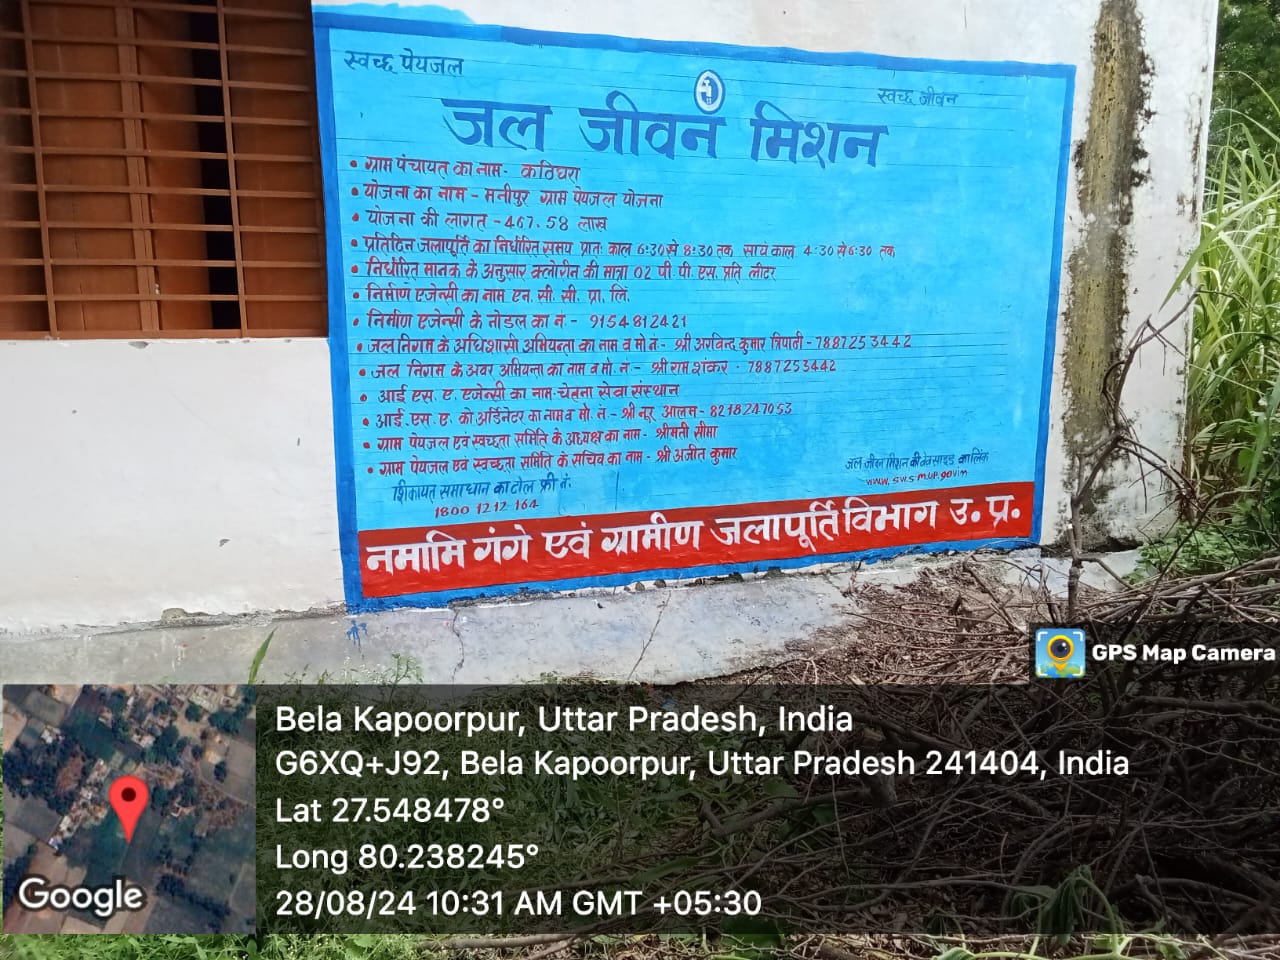 स्वच्छ पेयजल
स्वच्छ जीवन
जल जीवन मिशन
• ग्राम पंचायत का नाम- कठिघरा
• योजना का नाम - मनीपुर ग्राम पेयजल योजना
• योजना की लागत - 467.58 लाख
• प्रतिदिन जलापूर्ति का निर्धारित समय प्रातः काल 6:30 से 8:30 तक सायं काल 4:30 से 6:30 तक
• निर्धारित मानक के अनुसार क्लोरीन की मात्रा 02 पी. पी. एस. प्रति लीटर
• निर्माण एजेन्सी का नाम एन. सी. सी. प्रा. लि.
• निर्माण एजेन्सी के नोडल का नं - 9154812421
• जल निगम के अधिशासी अभियन्ता का नाम व मो नं- श्री अरविन्द कुमार त्रिपाठी - 7887253442
• जल निगम के अवर अभियन्ता का नाम व मो. नं - श्री राम शंकर - 7887253442
• आई एस. ए. एजेन्सी का नाम- चेतना सेवा संस्थान
• आई. एस. ए. को आर्डिनेटर का नाम व मो. नं - श्री नूर आलम - 8218247053
• ग्राम पेयजल एवं स्वच्छता समिति के अध्यक्ष का नाम - श्रीमती सीमा
• ग्राम पेयजल एवं स्वच्छता समिति के सचिव का नाम - श्री अजीत कुमार
शिकायत समाधान का टोल फ्री नं.
1800 1212 164
जल जीवन मिशन की वेबसाइड का लिंक
www.swsm.up.gov.in
नमामि गंगे एवं ग्रामीण जलापूर्ति विभाग उ. प्र.
GPS Map Camera
Bela Kapoorpur, Uttar Pradesh, India
G6XQ+J92, Bela Kapoorpur, Uttar Pradesh 241404, India
Lat 27.548478°
Long 80.238245°
28/08/24 10:31 AM GMT +05:30
Google